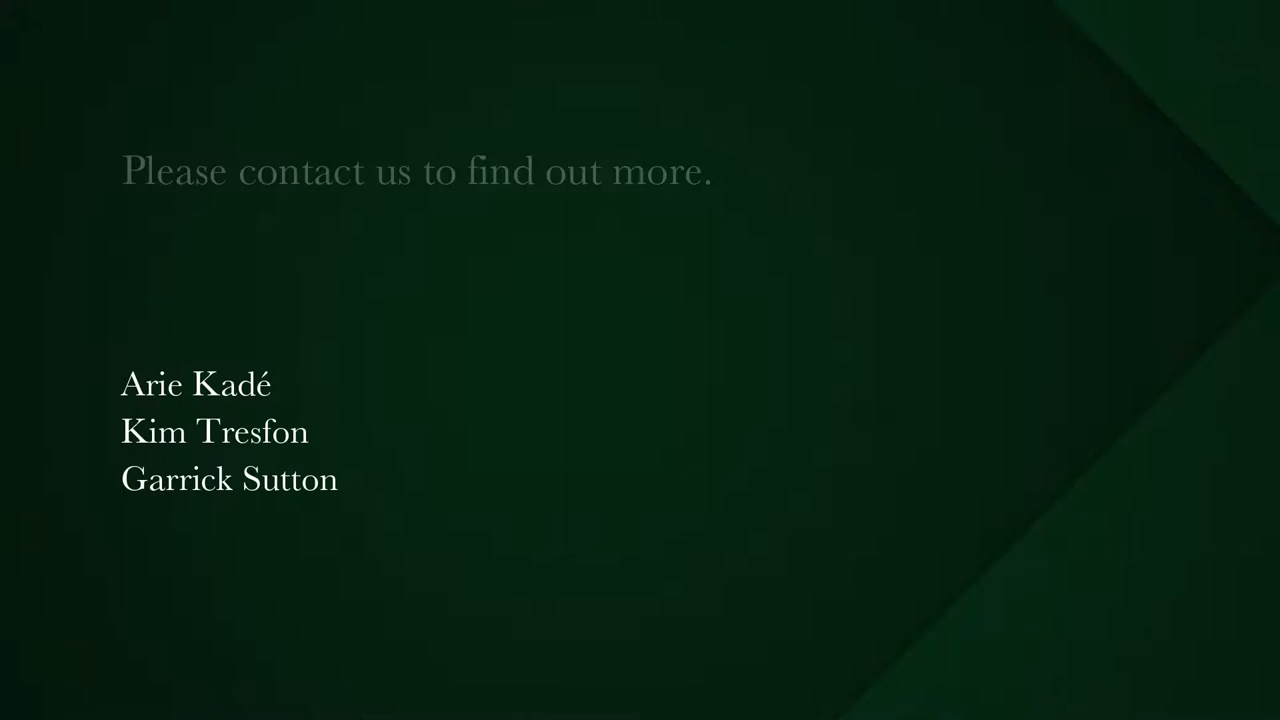 Please contact us to find out more.
Arie Kadé
Kim Tresfon
Garrick Sutton